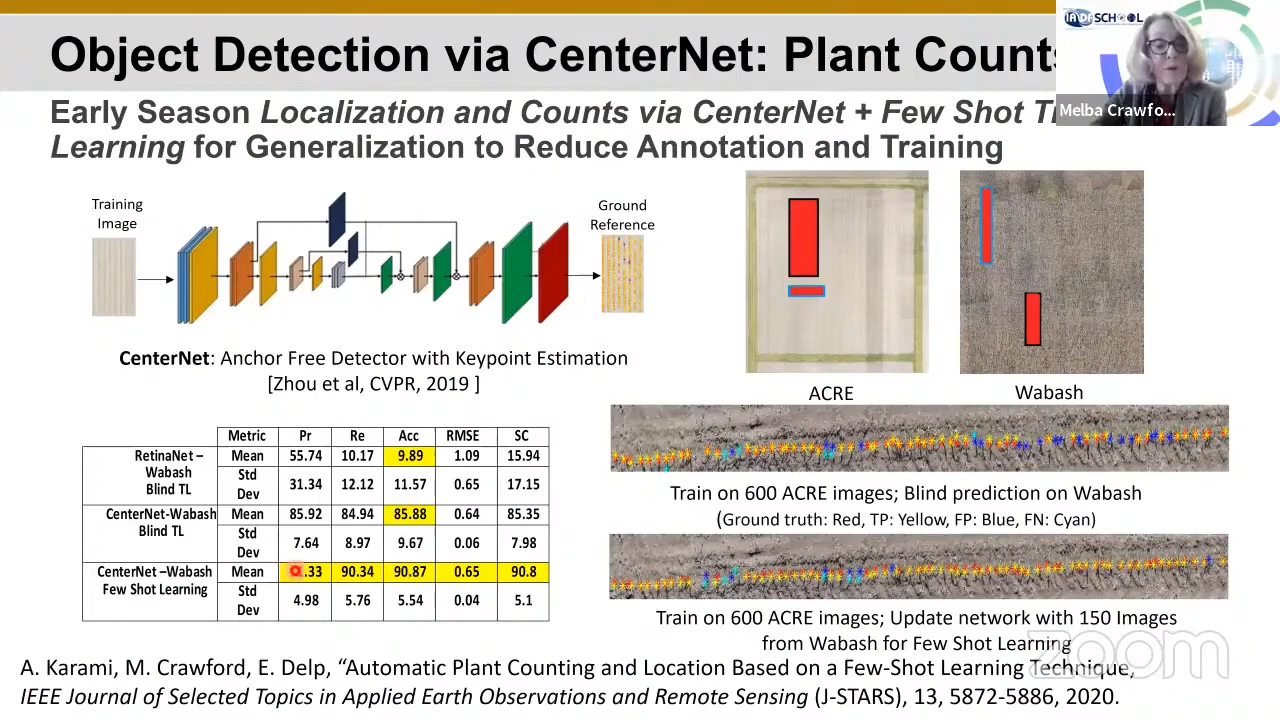 Object Detection via CenterNet: Plant Counts
IADF SCHOOL
Melba Crawfo...
Early Season Localization and Counts via CenterNet + Few Shot
Learning for Generalization to Reduce Annotation and Training
Training
Image
Ground
Reference
CenterNet: Anchor Free Detector with Keypoint Estimation
[Zhou et al, CVPR, 2019 ]
ACRE
Wabash
Metric Pr Re Acc RMSE SC
RetinaNet –
Wabash
Blind TL
Mean 55.74 10.17 9.89 1.09 15.94
Std
Dev
31.34 12.12 11.57 0.65 17.15
CenterNet-Wabash
Blind TL
Mean 85.92 84.94 85.88 0.64 85.35
Std
Dev
7.64 8.97 9.67 0.06 7.98
CenterNet –Wabash
Few Shot Learning
Mean .33 90.34 90.87 0.65 90.8
Std
Dev
4.98 5.76 5.54 0.04 5.1
Train on 600 ACRE images; Blind prediction on Wabash
(Ground truth: Red, TP: Yellow, FP: Blue, FN: Cyan)
Train on 600 ACRE images; Update network with 150 Images
from Wabash for Few Shot Learning
zoom
A. Karami, M. Crawford, E. Delp, “Automatic Plant Counting and Location Based on a Few-Shot Learning Technique,
IEEE Journal of Selected Topics in Applied Earth Observations and Remote Sensing (J-STARS), 13, 5872-5886, 2020.